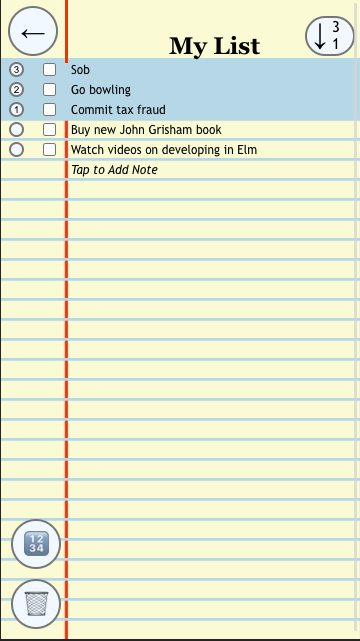 ←
My List
↓ 3
1
3 Sob
2 Go bowling
1 Commit tax fraud
Buy new John Grisham book
Watch videos on developing in Elm
Tap to Add Note
12
34